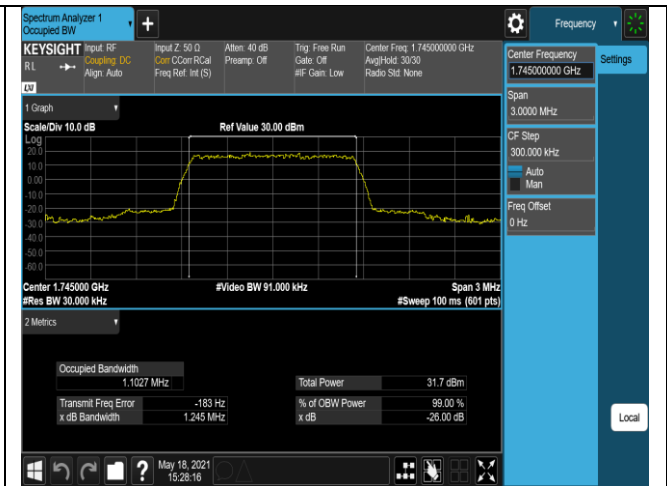 Spectrum Analyzer 1
Occupied BW
+
Frequency
KEYSIGHT
RL
LXI
Input: RF
Coupling: DC
Align: Auto
Input Z: 50 Ω
Corr CCorr RCal
Freq Ref: Int (S)
Atten: 40 dB
Preamp: Off
Trig: Free Run
Gate: Off
#IF Gain: Low
Center Freq: 1.745000000 GHz
Avg|Hold: 30/30
Radio Std: None
Center Frequency
1.745000000 GHz
Settings
Span
3.0000 MHz
CF Step
300.000 kHz
Auto
Man
Freq Offset
0 Hz
Local
1 Graph
Scale/Div 10.0 dB
Ref Value 30.00 dBm
Log
20.0
10.0
0.00
-10.0
-20.0
-30.0
-40.0
-50.0
-60.0
Center 1.745000 GHz
#Video BW 91.000 kHz
Span 3 MHz
#Res BW 30.000 kHz
#Sweep 100 ms (601 pts)
2 Metrics
Occupied Bandwidth
1.1027 MHz
Total Power 31.7 dBm
Transmit Freq Error -183 Hz
% of OBW Power 99.00 %
x dB Bandwidth 1.245 MHz
x dB -26.00 dB
?
May 18, 2021
15:28:16